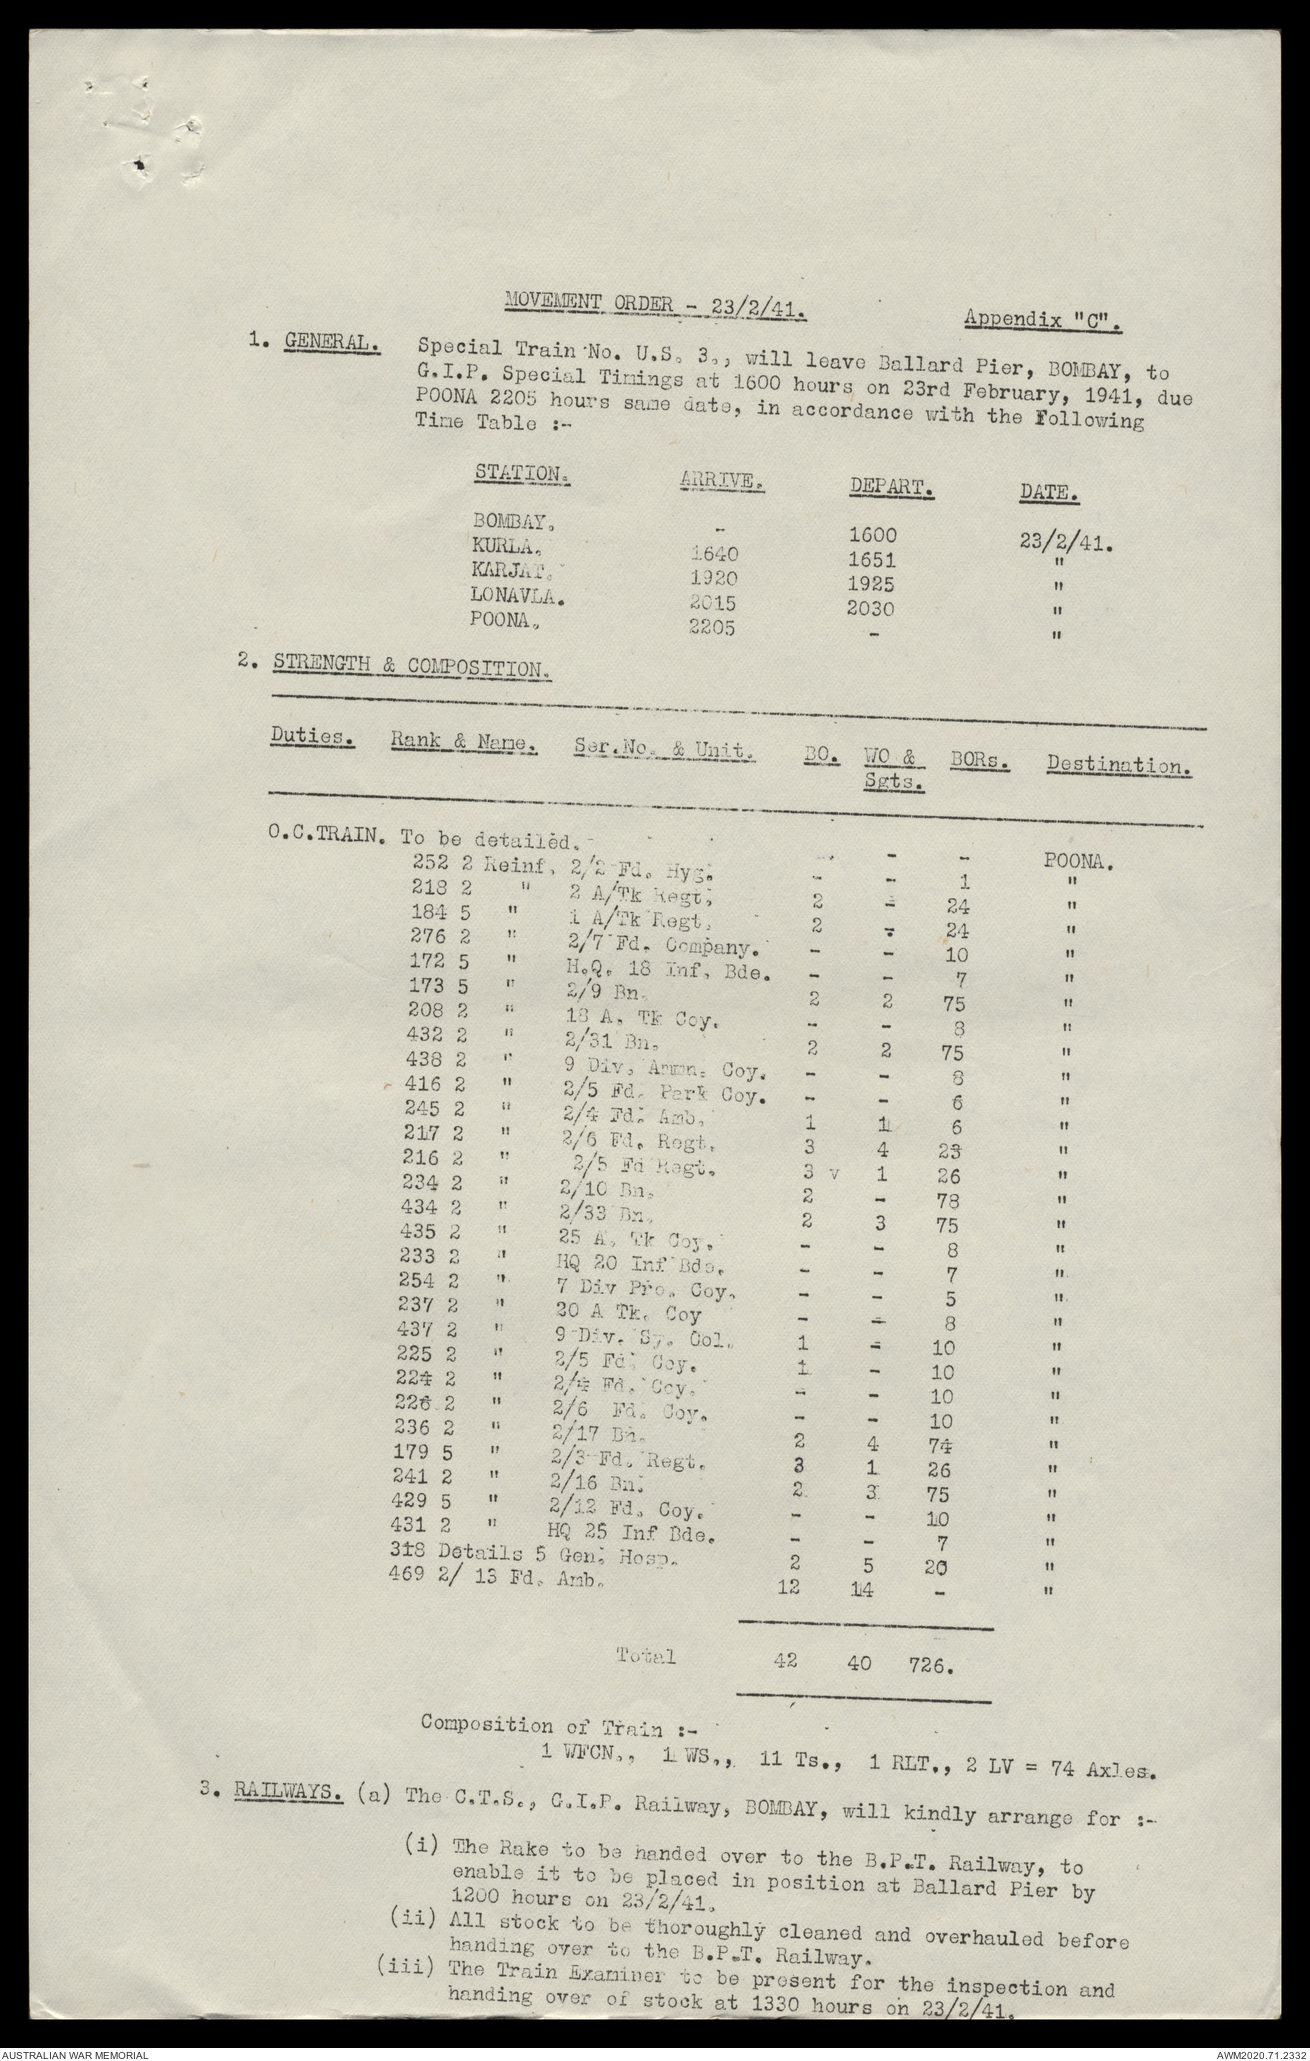 MOVEMENT ORDER - 23/2/41.
Appendix "C".
1. GENERAL. Special Train No. U.S. 3., will leave Ballard Pier, BOMBAY, to
G.I.P. Special Timings at 1600 hours on 23rd February, 1941, due
POONA 2205 hours same date, in accordance with the Following
Time Table :-
STATION. ARRIVE. DEPART. DATE.
BOMBAY. - 1600 23/2/41.
KURLA. 1640 1651 "
KARJAT. 1920 1925 "
LONAVLA. 2015 2030 "
POONA. 2205 - "
2. STRENGTH & COMPOSITION.
Duties. Rank & Name. Ser.No. & Unit. BO. WO & BORs. Destination.
Sgts.
O.C.TRAIN. To be detailed. - - - POONA.
252 2 Reinf. 2/2 Fd. Hyg. - - 1 "
218 2 " 2 A/Tk Regt. 2 - 24 "
184 5 " 1 A/Tk Regt. 2 - 24 "
276 2 " 2/7 Fd. Company. - - 10 "
172 5 " H.Q. 18 Inf. Bde. - - 7 "
173 5 " 2/9 Bn. 2 2 75 "
208 2 " 18 A. Tk Coy. - - 8 "
432 2 " 2/31 Bn. 2 2 75 "
438 2 " 9 Div. Ammn. Coy. - - 8 "
416 2 " 2/5 Fd. Park Coy. - - 6 "
245 2 " 2/4 Fd. Amb. 1 1 6 "
217 2 " 2/6 Fd. Regt. 3 4 23 "
216 2 " 2/5 Fd Regt. 3 v 1 26 "
234 2 " 2/10 Bn. 2 - 78 "
434 2 " 2/33 Bn. 2 3 75 "
435 2 " 25 A. Tk Coy. - - 8 "
233 2 " HQ 20 Inf Bde. - - 7 "
254 2 " 7 Div Pro. Coy. - - 5 "
237 2 " 20 A Tk. Coy - - 8 "
437 2 " 9 Div. Sy. Col. 1 - 10 "
225 2 " 2/5 Fd. Coy. 1 - 10 "
224 2 " 2/4 Fd. Coy. - - 10 "
226 2 " 2/6 Fd. Coy. - - 10 "
236 2 " 2/17 Bn. 2 4 74 "
179 5 " 2/3 Fd. Regt. 3 1 26 "
241 2 " 2/16 Bn. 2 3 75 "
429 5 " 2/12 Fd. Coy. - - 10 "
431 2 " HQ 25 Inf Bde. - - 7 "
318 Details 5 Gen. Hosp. 2 5 20 "
469 2/ 13 Fd. Amb. 12 14 - "
Total 42 40 726.
Composition of Train :-
1 WFCN., 1 WS., 11 Ts., 1 RLT., 2 LV = 74 Axles.
3. RAILWAYS. (a) The C.T.S., G.I.P. Railway, BOMBAY, will kindly arrange for :-
(i) The Rake to be handed over to the B.P.T. Railway, to
enable it to be placed in position at Ballard Pier by
1200 hours on 23/2/41.
(ii) All stock to be thoroughly cleaned and overhauled before
handing over to the B.P.T. Railway.
(iii) The Train Examiner to be present for the inspection and
handing over of stock at 1330 hours on 23/2/41.
AUSTRALIAN WAR MEMORIAL AWM2020.71.2332